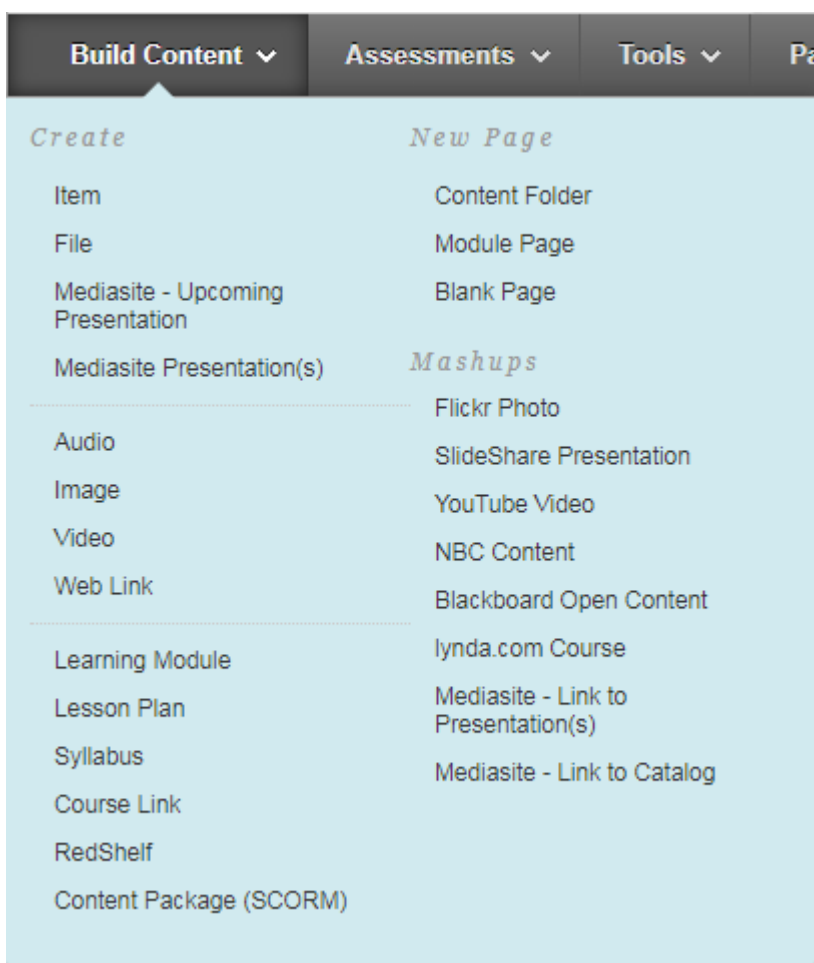 Build Content Assessments Tools Pa
Create
Item
File
Mediasite - Upcoming
Presentation
Mediasite Presentation(s)
Audio
Image
Video
Web Link
Learning Module
Lesson Plan
Syllabus
Course Link
RedShelf
Content Package (SCORM)
New Page
Content Folder
Module Page
Blank Page
Mashups
Flickr Photo
SlideShare Presentation
YouTube Video
NBC Content
Blackboard Open Content
lynda.com Course
Mediasite - Link to
Presentation(s)
Mediasite - Link to Catalog